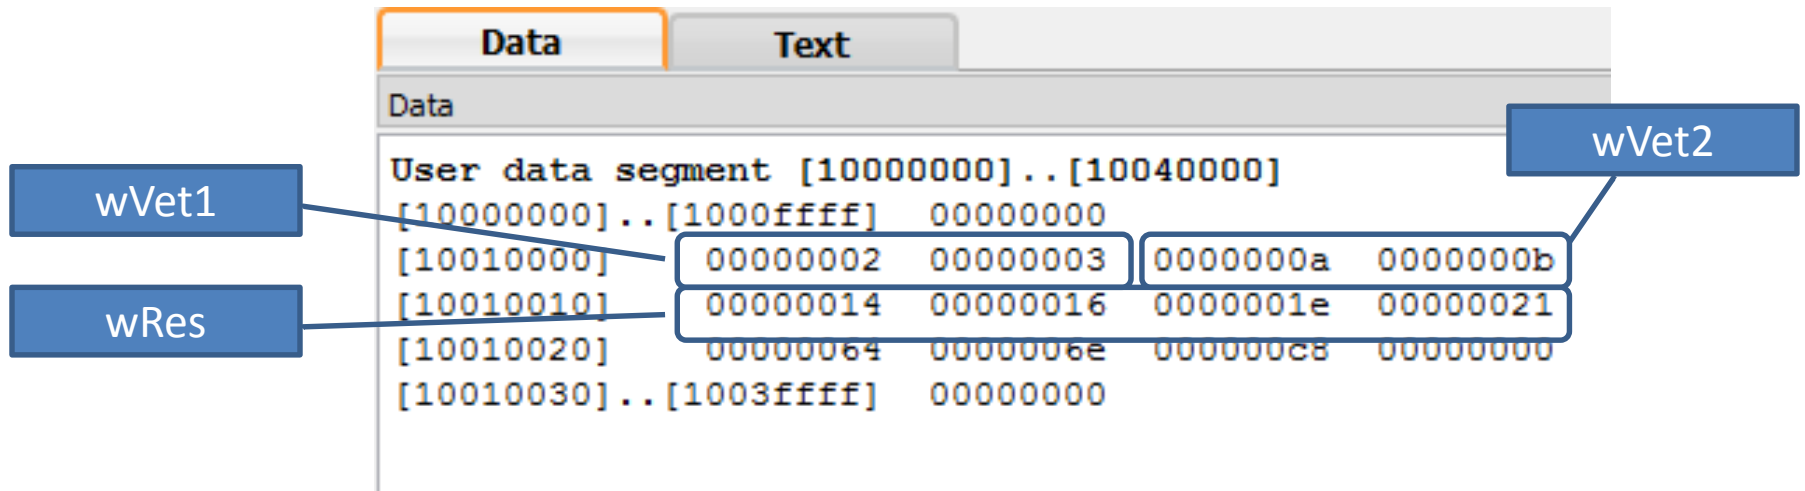 Data Text
Data
wVet2
User data segment [10000000]..[10040000]
wVet1
[10000000]..[1000ffff] 00000000
[10010000] 00000002 00000003 0000000a 0000000b
wRes
[10010010] 00000014 00000016 0000001e 00000021
[10010020] 00000064 0000006e 000000c8 00000000
[10010030]..[1003ffff] 00000000